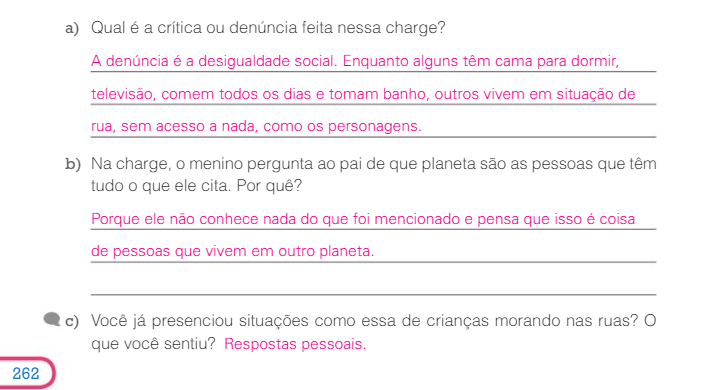 a) Qual é a crítica ou denúncia feita nessa charge?
A denúncia é a desigualdade social. Enquanto alguns têm cama para dormir,
televisão, comem todos os dias e tomam banho, outros vivem em situação de
rua, sem acesso a nada, como os personagens.
b) Na charge, o menino pergunta ao pai de que planeta são as pessoas que têm
tudo o que ele cita. Por quê?
Porque ele não conhece nada do que foi mencionado e pensa que isso é coisa
de pessoas que vivem em outro planeta.
c) Você já presenciou situações como essa de crianças morando nas ruas? O
que você sentiu? Respostas pessoais.
262